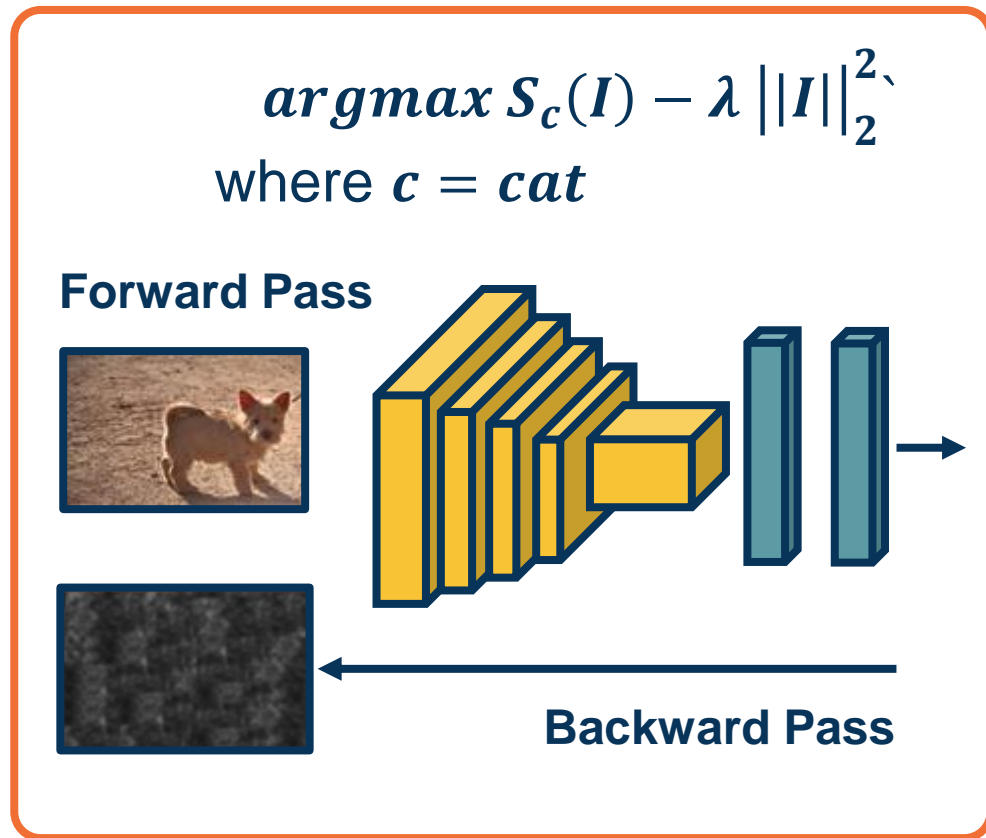 argmax S_c(I) − λ ||I||_2^2`
where c = cat
Forward Pass
Backward Pass